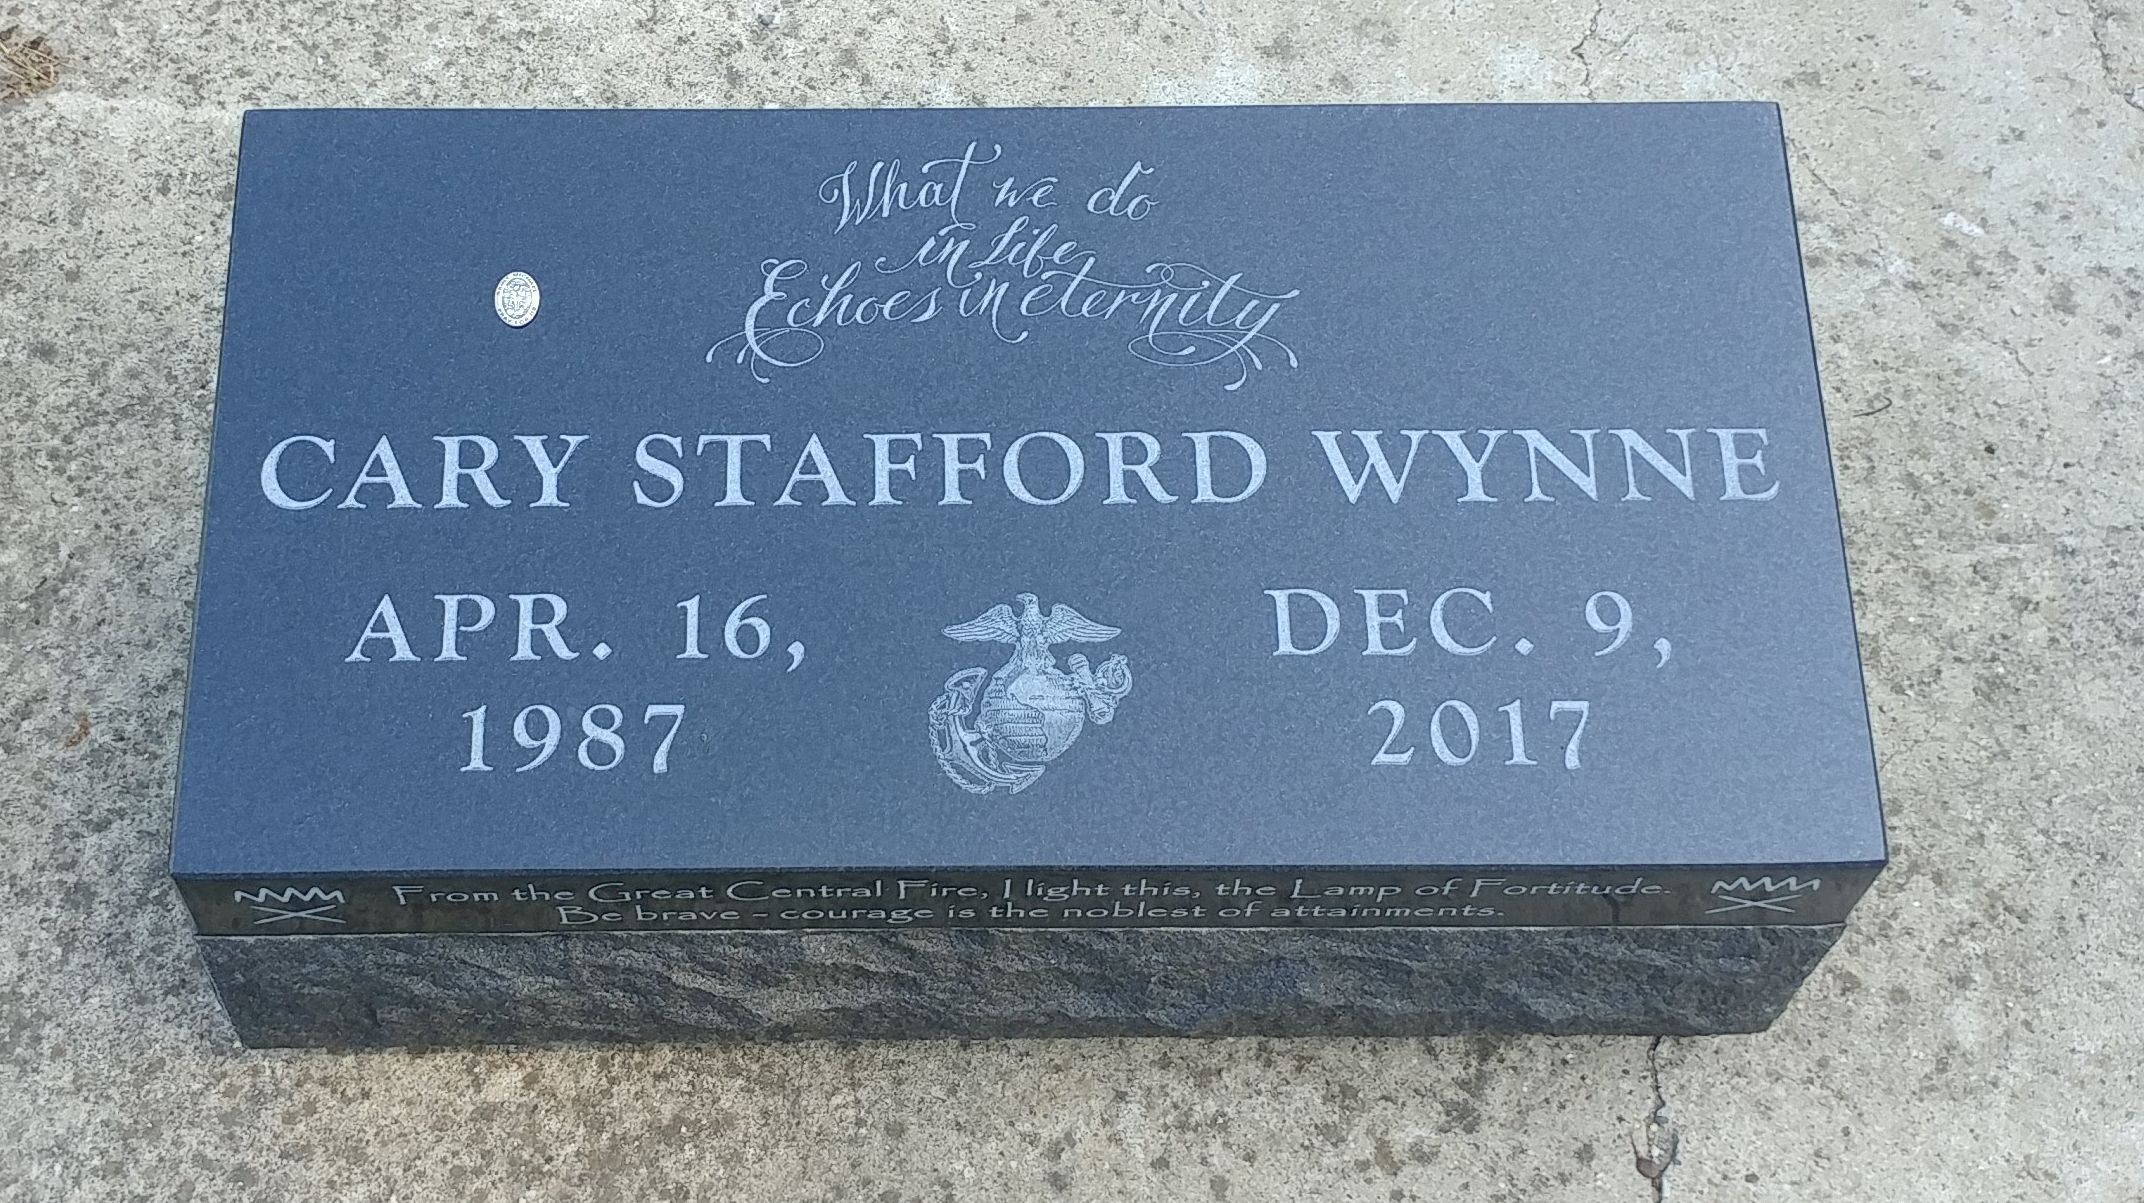 What we do
in Life
Echoes in eternity
CARY STAFFORD WYNNE
APR. 16,
1987
DEC. 9,
2017
From the Great Central Fire, I light this, the Lamp of Fortitude.
Be brave - courage is the noblest of attainments.